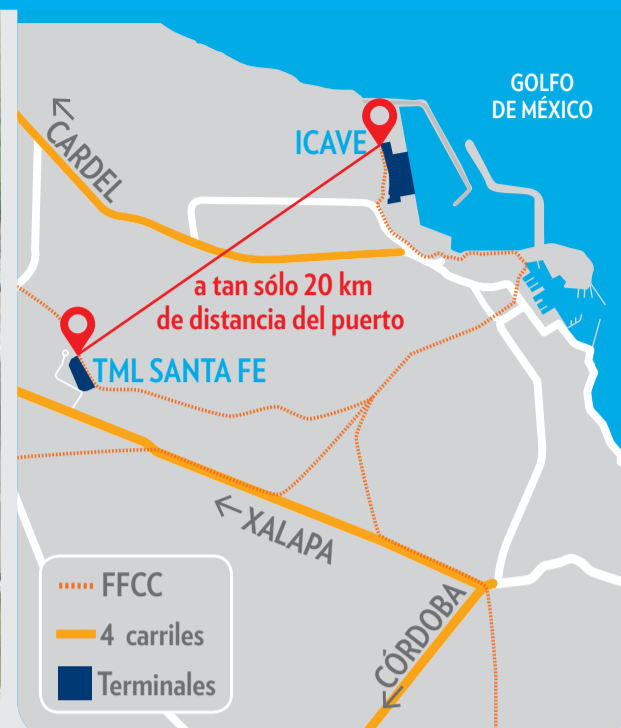 GOLFO
DE MÉXICO
ICAVE
← CARDEL
a tan sólo 20 km
de distancia del puerto
TML SANTA FE
← XALAPA
← CÓRDOBA
FFCC
4 carriles
Terminales